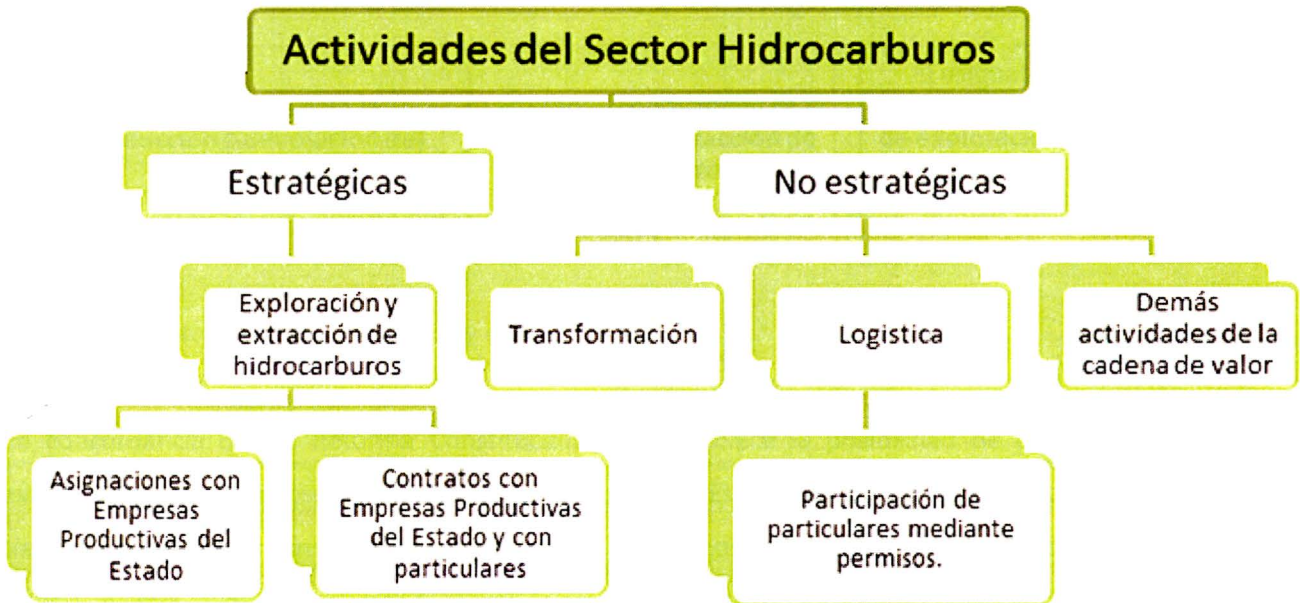 Actividades del Sector Hidrocarburos
Estratégicas
No estratégicas
Exploración y
extracción de
hidrocarburos
Transformación
Logistica
Demás
actividades de la
cadena de valor
Asignaciones con
Empresas
Productivas del
Estado
Contratos con
Empresas Productivas
del Estado y con
particulares
Participación de
particulares mediante
permisos.